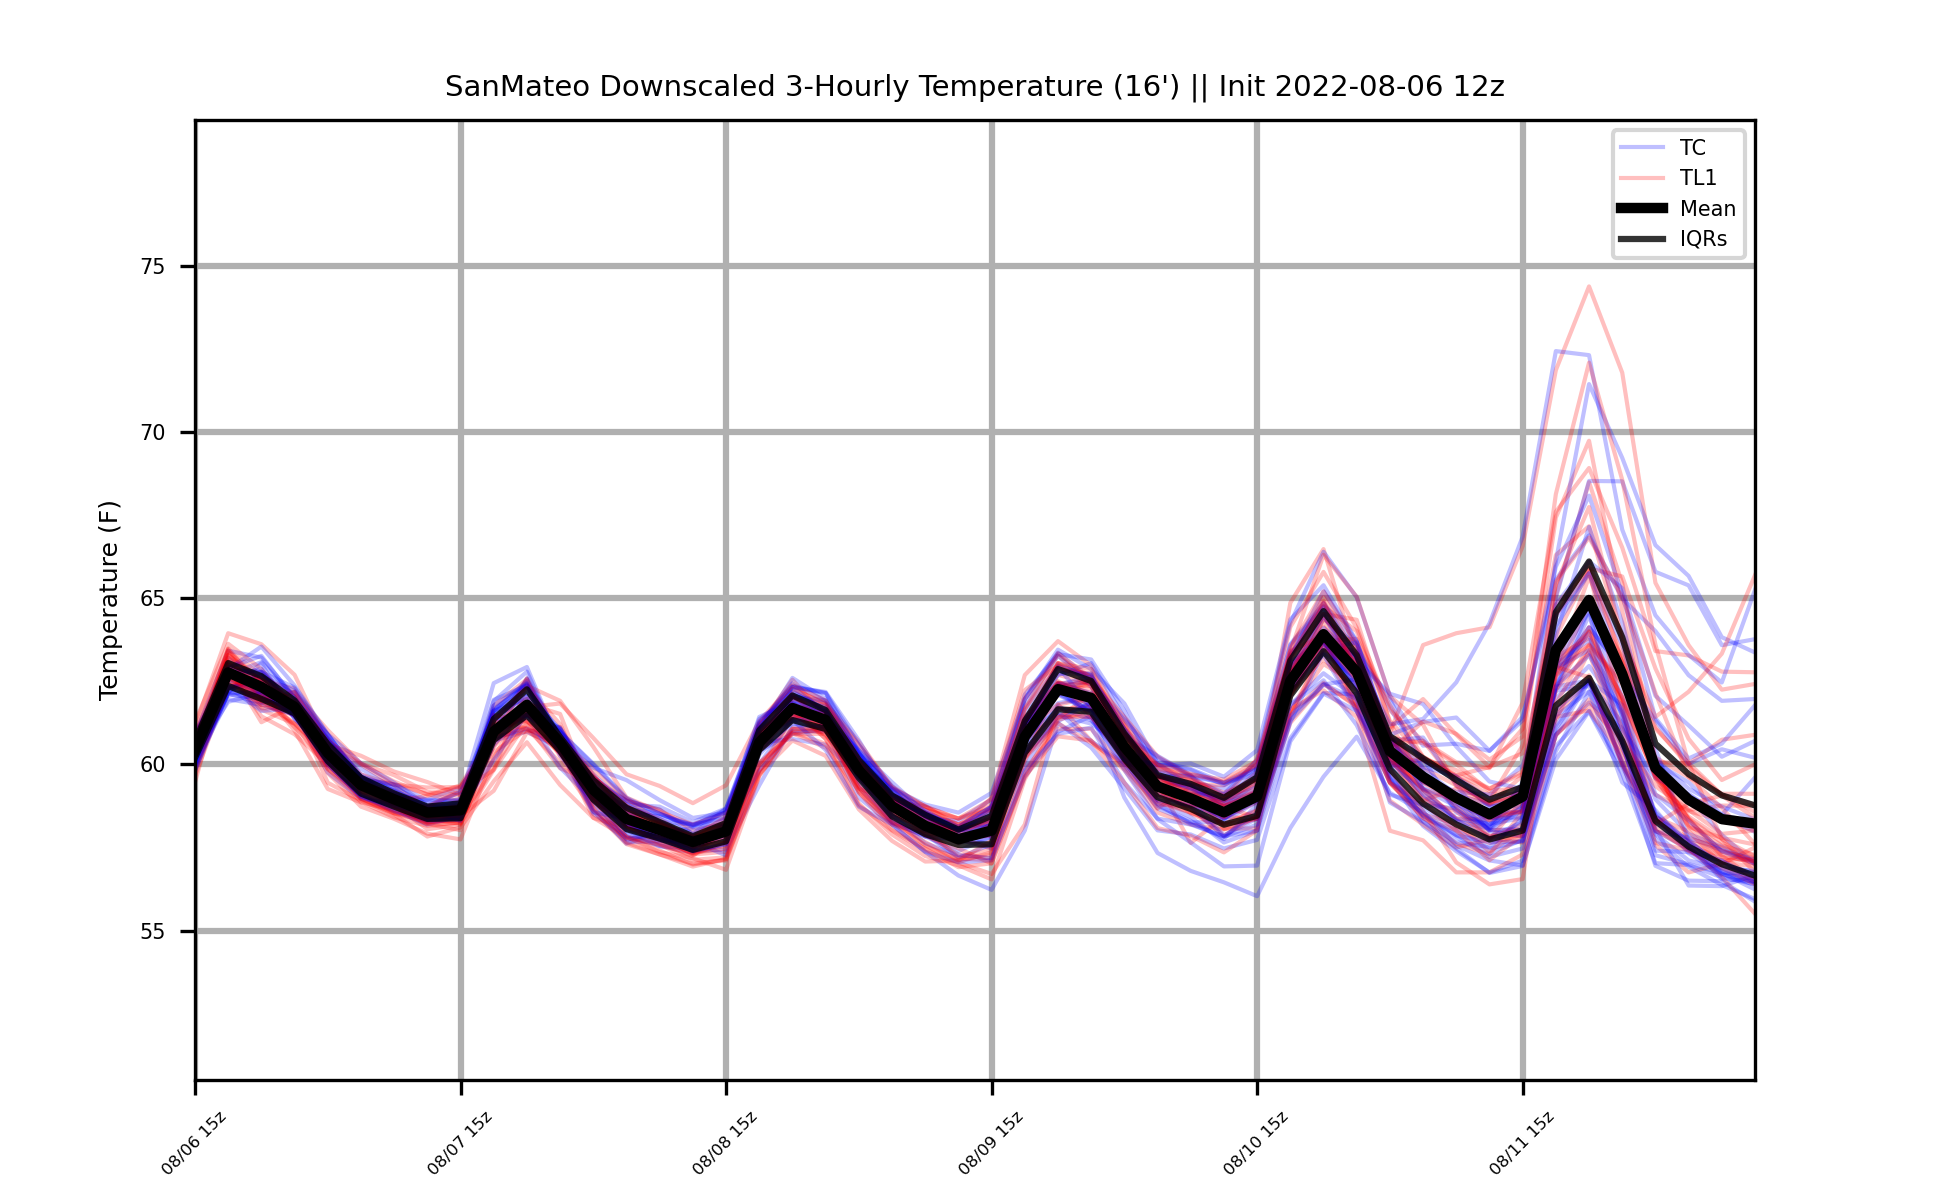 SanMateo Downscaled 3-Hourly Temperature (16') || Init 2022-08-06 12z
TC
TL1
Mean
IQRs
Temperature (F)
75
70
65
60
55
08/06 15z
08/07 15z
08/08 15z
08/09 15z
08/10 15z
08/11 15z